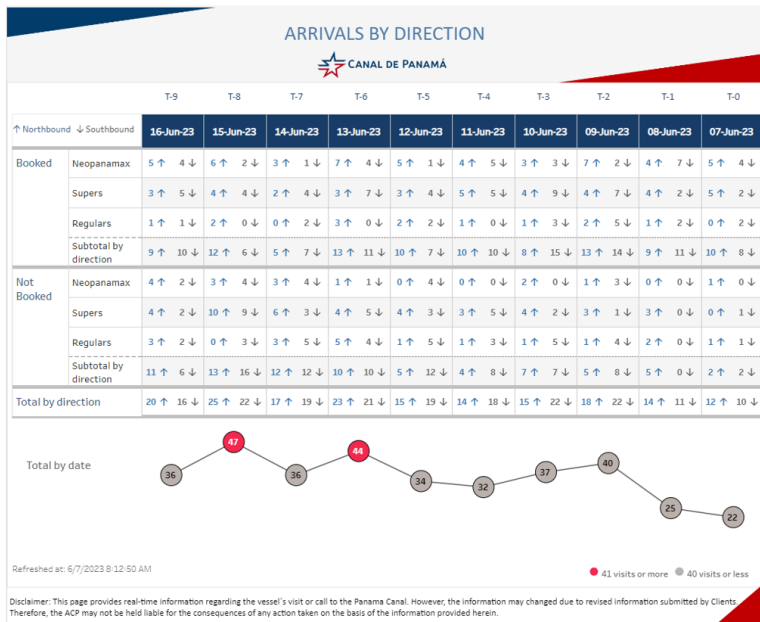 ARRIVALS BY DIRECTION
CANAL DE PANAMÁ
T-9 T-8 T-7 T-6 T-5 T-4 T-3 T-2 T-1 T-0
↑ Northbound ↓ Southbound 16-Jun-23 15-Jun-23 14-Jun-23 13-Jun-23 12-Jun-23 11-Jun-23 10-Jun-23 09-Jun-23 08-Jun-23 07-Jun-23
Booked Neopanamax 5 ↑ 4 ↓ 6 ↑ 2 ↓ 3 ↑ 1 ↓ 7 ↑ 4 ↓ 5 ↑ 1 ↓ 4 ↑ 5 ↓ 3 ↑ 3 ↓ 7 ↑ 2 ↓ 4 ↑ 7 ↓ 5 ↑ 4 ↓
Supers 3 ↑ 5 ↓ 4 ↑ 4 ↓ 2 ↑ 4 ↓ 3 ↑ 7 ↓ 3 ↑ 4 ↓ 5 ↑ 5 ↓ 4 ↑ 9 ↓ 4 ↑ 7 ↓ 4 ↑ 2 ↓ 5 ↑ 2 ↓
Regulars 1 ↑ 1 ↓ 2 ↑ 0 ↓ 0 ↑ 2 ↓ 3 ↑ 0 ↓ 2 ↑ 2 ↓ 1 ↑ 0 ↓ 1 ↑ 3 ↓ 2 ↑ 5 ↓ 1 ↑ 2 ↓ 0 ↑ 2 ↓
Subtotal by
direction 9 ↑ 10 ↓ 12 ↑ 6 ↓ 5 ↑ 7 ↓ 13 ↑ 11 ↓ 10 ↑ 7 ↓ 10 ↑ 10 ↓ 8 ↑ 15 ↓ 13 ↑ 14 ↓ 9 ↑ 11 ↓ 10 ↑ 8 ↓
Not
Booked Neopanamax 4 ↑ 2 ↓ 3 ↑ 4 ↓ 3 ↑ 4 ↓ 1 ↑ 1 ↓ 0 ↑ 4 ↓ 0 ↑ 0 ↓ 2 ↑ 0 ↓ 1 ↑ 3 ↓ 0 ↑ 0 ↓ 1 ↑ 0 ↓
Supers 4 ↑ 2 ↓ 10 ↑ 9 ↓ 6 ↑ 3 ↓ 4 ↑ 5 ↓ 4 ↑ 3 ↓ 3 ↑ 5 ↓ 4 ↑ 2 ↓ 3 ↑ 1 ↓ 3 ↑ 0 ↓ 0 ↑ 1 ↓
Regulars 3 ↑ 2 ↓ 0 ↑ 3 ↓ 3 ↑ 5 ↓ 5 ↑ 4 ↓ 1 ↑ 5 ↓ 1 ↑ 3 ↓ 1 ↑ 5 ↓ 1 ↑ 4 ↓ 2 ↑ 0 ↓ 1 ↑ 1 ↓
Subtotal by
direction 11 ↑ 6 ↓ 13 ↑ 16 ↓ 12 ↑ 12 ↓ 10 ↑ 10 ↓ 5 ↑ 12 ↓ 4 ↑ 8 ↓ 7 ↑ 7 ↓ 5 ↑ 8 ↓ 5 ↑ 0 ↓ 2 ↑ 2 ↓
Total by direction 20 ↑ 16 ↓ 25 ↑ 22 ↓ 17 ↑ 19 ↓ 23 ↑ 21 ↓ 15 ↑ 19 ↓ 14 ↑ 18 ↓ 15 ↑ 22 ↓ 18 ↑ 22 ↓ 14 ↑ 11 ↓ 12 ↑ 10 ↓
Total by date 36 47 36 44 34 32 37 40 25 22
Refreshed at: 6/7/2023 8:12:50 AM
41 visits or more 40 visits or less
Disclaimer: This page provides real-time information regarding the vessel's visit or call to the Panama Canal. However, the information may changed due to revised information submitted by Clients.
Therefore, the ACP may not be held liable for the consequences of any action taken on the basis of the information provided herein.